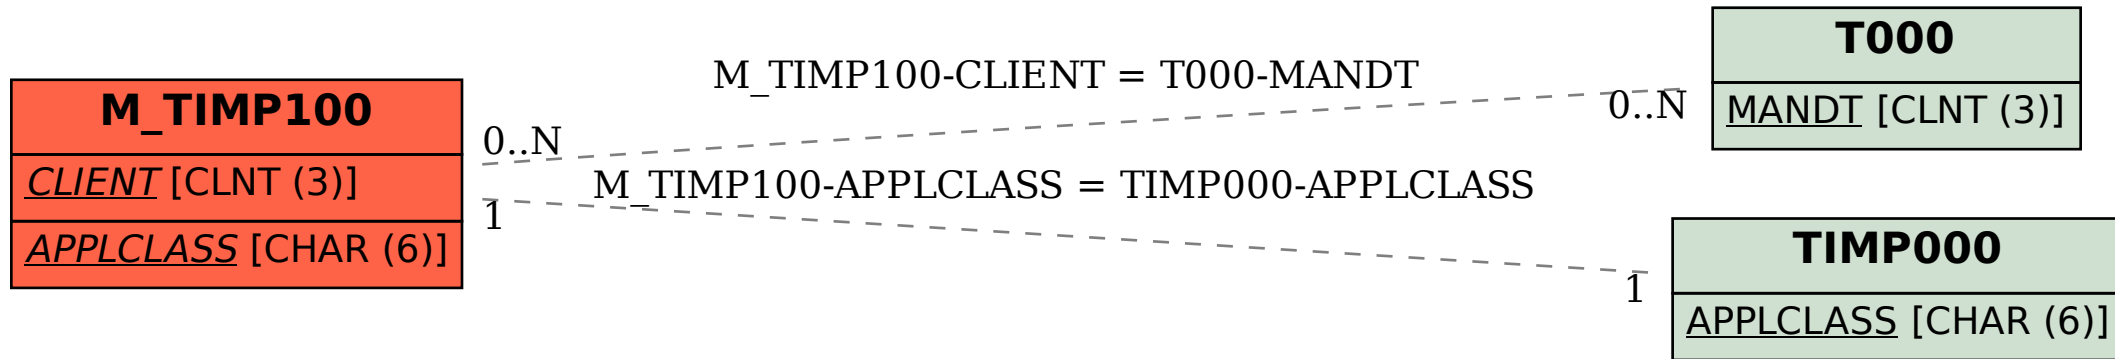 M_TIMP100
CLIENT [CLNT (3)]
APPLCLASS [CHAR (6)]
M_TIMP100-CLIENT = T000-MANDT
0..N
0..N
M_TIMP100-APPLCLASS = TIMP000-APPLCLASS
1
1
T000
MANDT [CLNT (3)]
TIMP000
APPLCLASS [CHAR (6)]